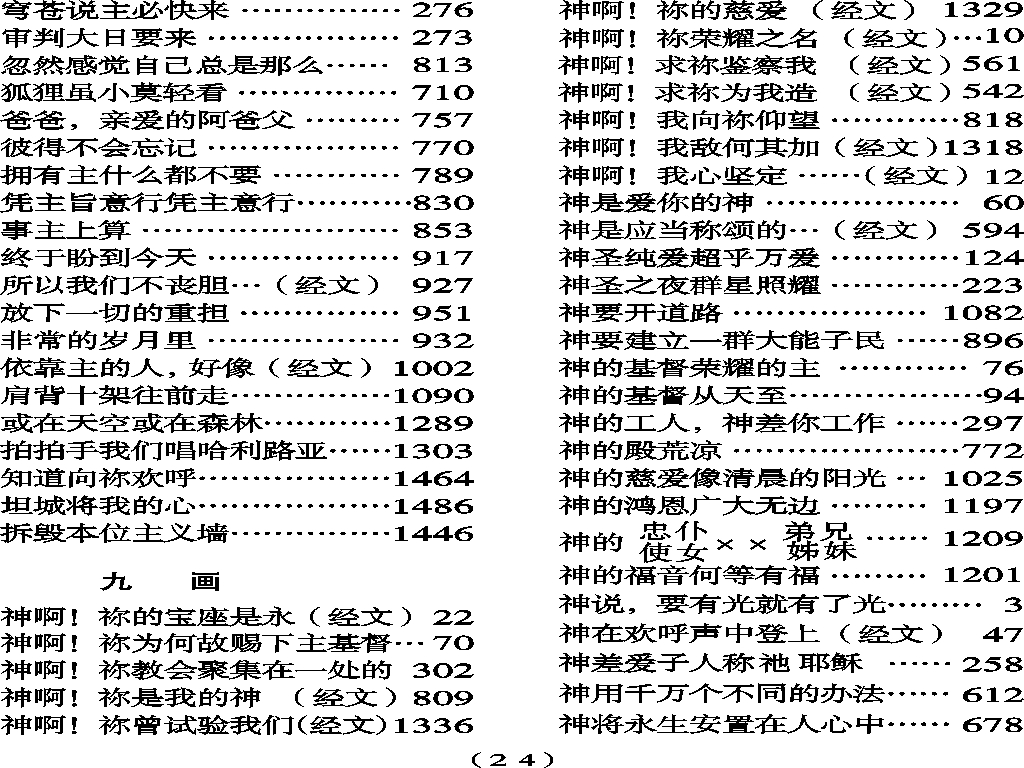 穹苍说主必快来 ················ 276
审判大日要来 ·················· 273
忽然感觉自己总是那么······ 813
狐狸虽小莫轻看 ··············· 710
爸爸，亲爱的阿爸父 ········· 757
彼得不会忘记 ·················· 770
拥有主什么都不要 ············ 789
凭主旨意行凭主意行············830
事主上算 ························ 853
终于盼到今天 ·················· 917
所以我们不丧胆···（经文） 927
放下一切的重担 ··············· 951
非常的岁月里 ·················· 932
依靠主的人，好像（经文）1002
肩背十架往前走···············1090
或在天空或在森林············1289
拍拍手我们唱哈利路亚······1303
知道向祢欢呼··················1464
坦城将我的心··················1486
拆毁本位主义墙···············1446
九 画
神啊！祢的宝座是永（经文）22
神啊！祢为何故赐下主基督··· 70
神啊！祢教会聚集在一处的 302
神啊！祢是我的神 （经文）809
神啊！祢曾试验我们(经文)1336
神啊！祢的慈爱（经文） 1329
神啊！祢荣耀之名（经文）···10
神啊！求祢鉴察我（经文）561
神啊！求祢为我造（经文）542
神啊！我向祢仰望 ············818
神啊！我敌何其加（经文）1318
神啊！我心坚定 ······（经文）12
神是爱你的神 ·················· 60
神是应当称颂的···（经文） 594
神圣纯爱超乎万爱 ············124
神圣之夜群星照耀 ············223
神要开道路 ·················· 1082
神要建立一群大能子民 ······896
神的基督荣耀的主 ············ 76
神的基督从天至··················94
神的工人，神差你工作 ······297
神的殿荒凉 ·····················772
神的慈爱像清晨的阳光 ··· 1025
神的鸿恩广大无边 ········· 1197
神的 忠仆 使女 × × 弟兄 姊妹 ······ 1209
神的福音何等有福 ········· 1201
神说，要有光就有了光········· 3
神在欢呼声中登上（经文） 47
神差爱子人称祂耶稣 ······ 258
神用千万个不同的办法······ 612
神将永生安置在人心中······ 678
（24）